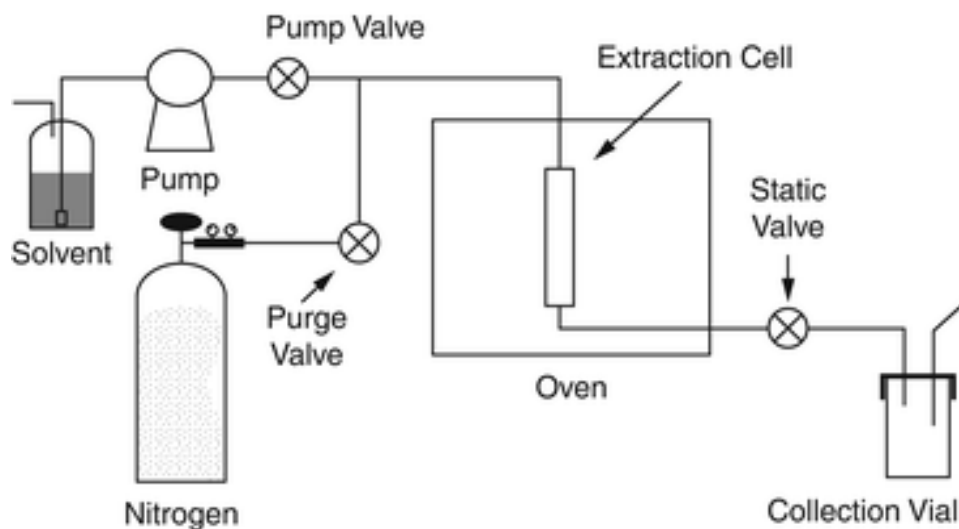 Pump Valve
Extraction Cell
Pump
Static
Valve
Solvent
Purge
Valve
Oven
Nitrogen
Collection Vial